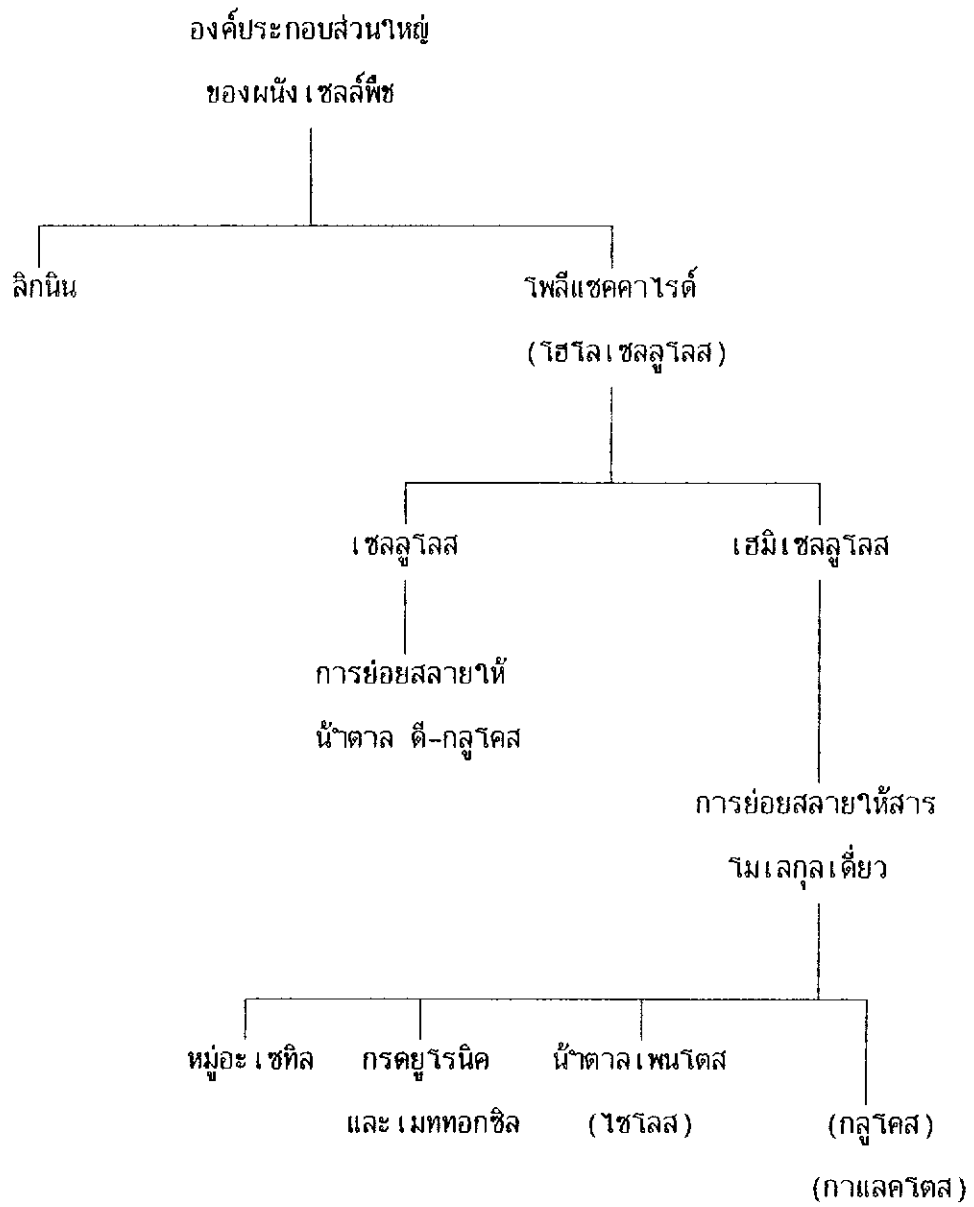 องค์ประกอบส่วนใหญ่
ของผนังเซลล์พืช
ลิกนิน
โพลีแซคคาไรด์
(โฮโลเซลลูโลส)
เซลลูโลส
เฮมิเซลลูโลส
การย่อยสลายให้
น้ำตาล ดี-กลูโคส
การย่อยสลายให้สาร
โมเลกุลเดี่ยว
หมู่อะเซทิล
กรดยูโรนิค
น้ำตาลเพนโตส
และเมททอกซิล
(ไซโลส)
(กลูโคส)
(กาแลคโตส)